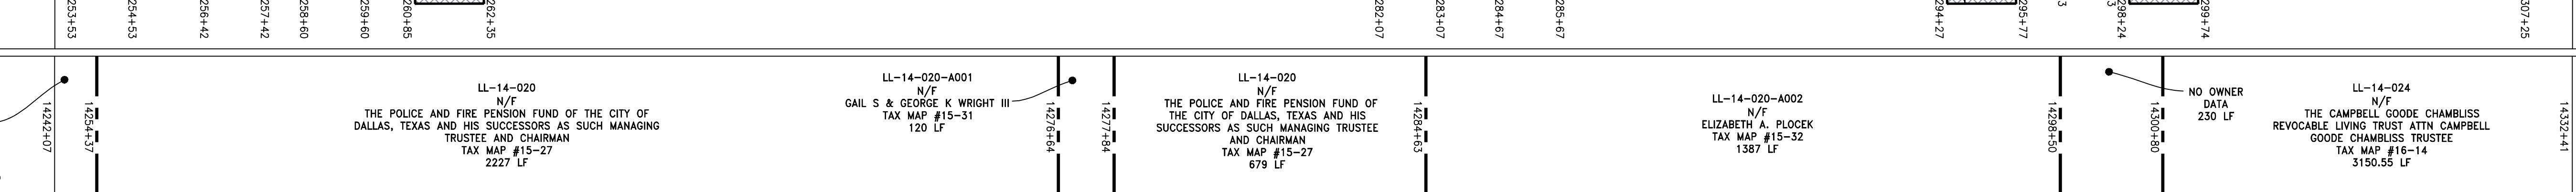 253+53
254+53
256+42
257+42
258+60
259+60
260+85
262+35
282+07
283+07
284+67
285+67
294+27
295+77
3
3
298+24
299+74
307+25
14242+07
14254+37
LL-14-020
N/F
THE POLICE AND FIRE PENSION FUND OF THE CITY OF
DALLAS, TEXAS AND HIS SUCCESSORS AS SUCH MANAGING
TRUSTEE AND CHAIRMAN
TAX MAP #15-27
2227 LF
LL-14-020-A001
N/F
GAIL S & GEORGE K WRIGHT III
TAX MAP #15-31
120 LF
14276+64
14277+84
LL-14-020
N/F
THE POLICE AND FIRE PENSION FUND OF
THE CITY OF DALLAS, TEXAS AND HIS
SUCCESSORS AS SUCH MANAGING TRUSTEE
AND CHAIRMAN
TAX MAP #15-27
679 LF
14284+63
LL-14-020-A002
N/F
ELIZABETH A. PLOCEK
TAX MAP #15-32
1387 LF
14298+50
14300+80
NO OWNER
DATA
230 LF
LL-14-024
N/F
THE CAMPBELL GOODE CHAMBLISS
REVOCABLE LIVING TRUST ATTN CAMPBELL
GOODE CHAMBLISS TRUSTEE
TAX MAP #16-14
3150.55 LF
14332+41